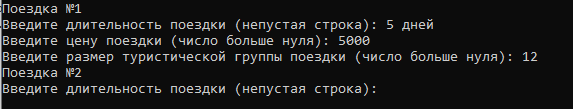 Поездка №1
Введите длительность поездки (непустая строка): 5 дней
Введите цену поездки (число больше нуля): 5000
Введите размер туристической группы поездки (число больше нуля): 12
Поездка №2
Введите длительность поездки (непустая строка):